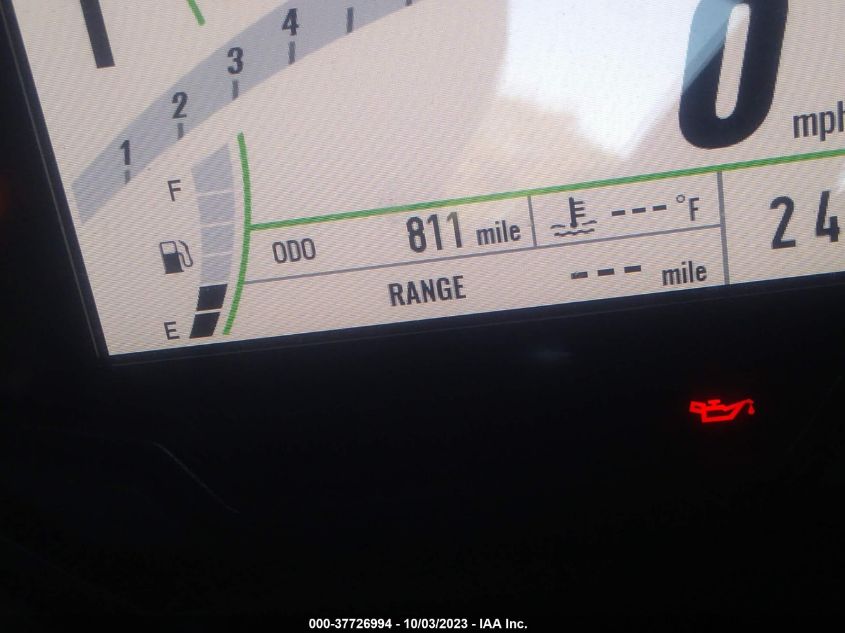 4
3
2
1
0
mph
F
ODO 811 mile
---°F
24
RANGE --- mile
E
000-37726994 - 10/03/2023 - IAA Inc.